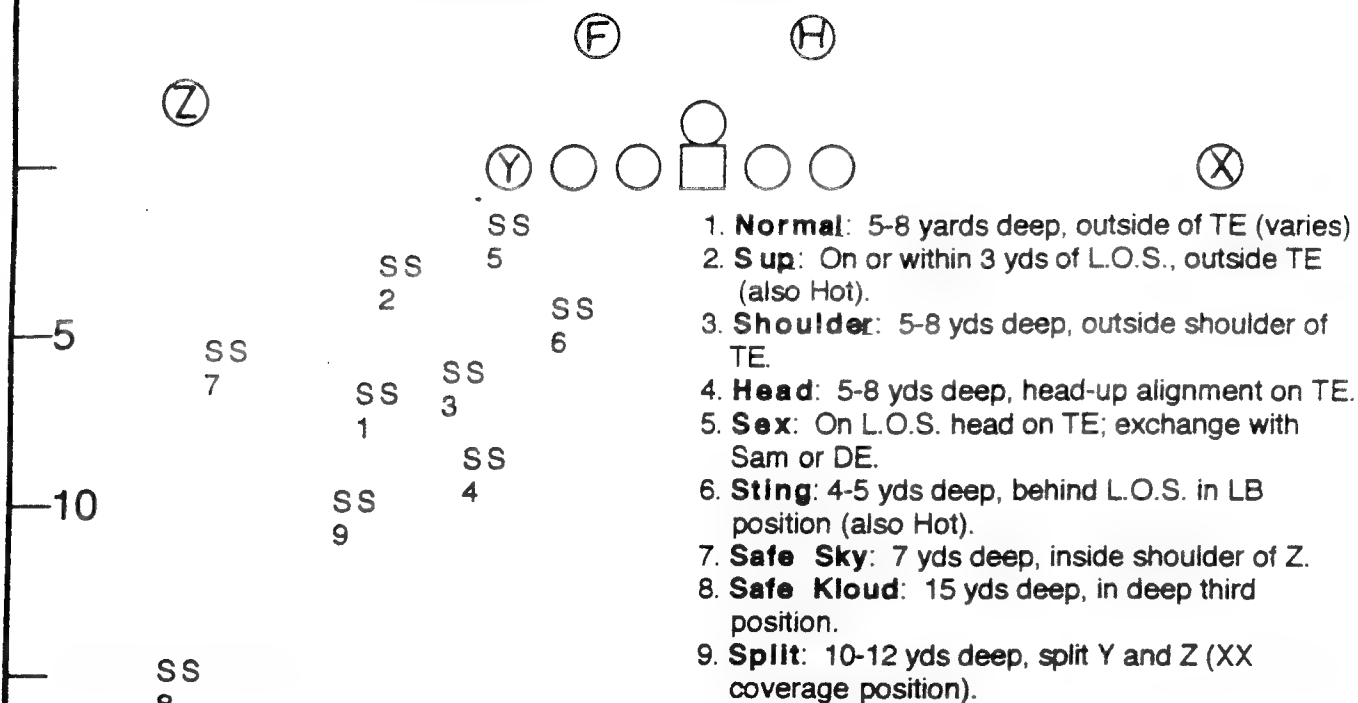 F H
Z
Y X
SS
5
SS
2
SS
6
-5
SS
7
SS
3
SS
1
SS
4
-10
SS
9
SS
8
1. Normal: 5-8 yards deep, outside of TE (varies)
2. S up: On or within 3 yds of L.O.S., outside TE
(also Hot).
3. Shoulder: 5-8 yds deep, outside shoulder of
TE.
4. Head: 5-8 yds deep, head-up alignment on TE.
5. Sex: On L.O.S. head on TE; exchange with
Sam or DE.
6. Sting: 4-5 yds deep, behind L.O.S. in LB
position (also Hot).
7. Safe Sky: 7 yds deep, inside shoulder of Z.
8. Safe Kloud: 15 yds deep, in deep third
position.
9. Split: 10-12 yds deep, split Y and Z (XX
coverage position).